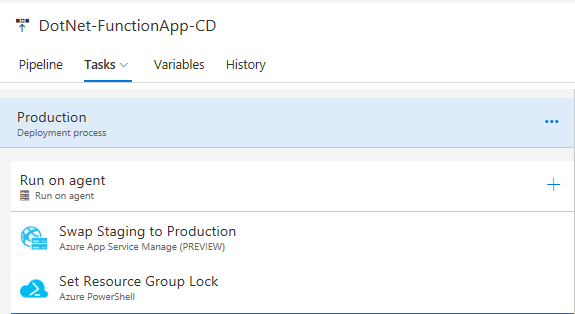 DotNet-FunctionApp-CD
Pipeline Tasks Variables History
Production
Deployment process
Run on agent
Run on agent
Swap Staging to Production
Azure App Service Manage (PREVIEW)
Set Resource Group Lock
Azure PowerShell